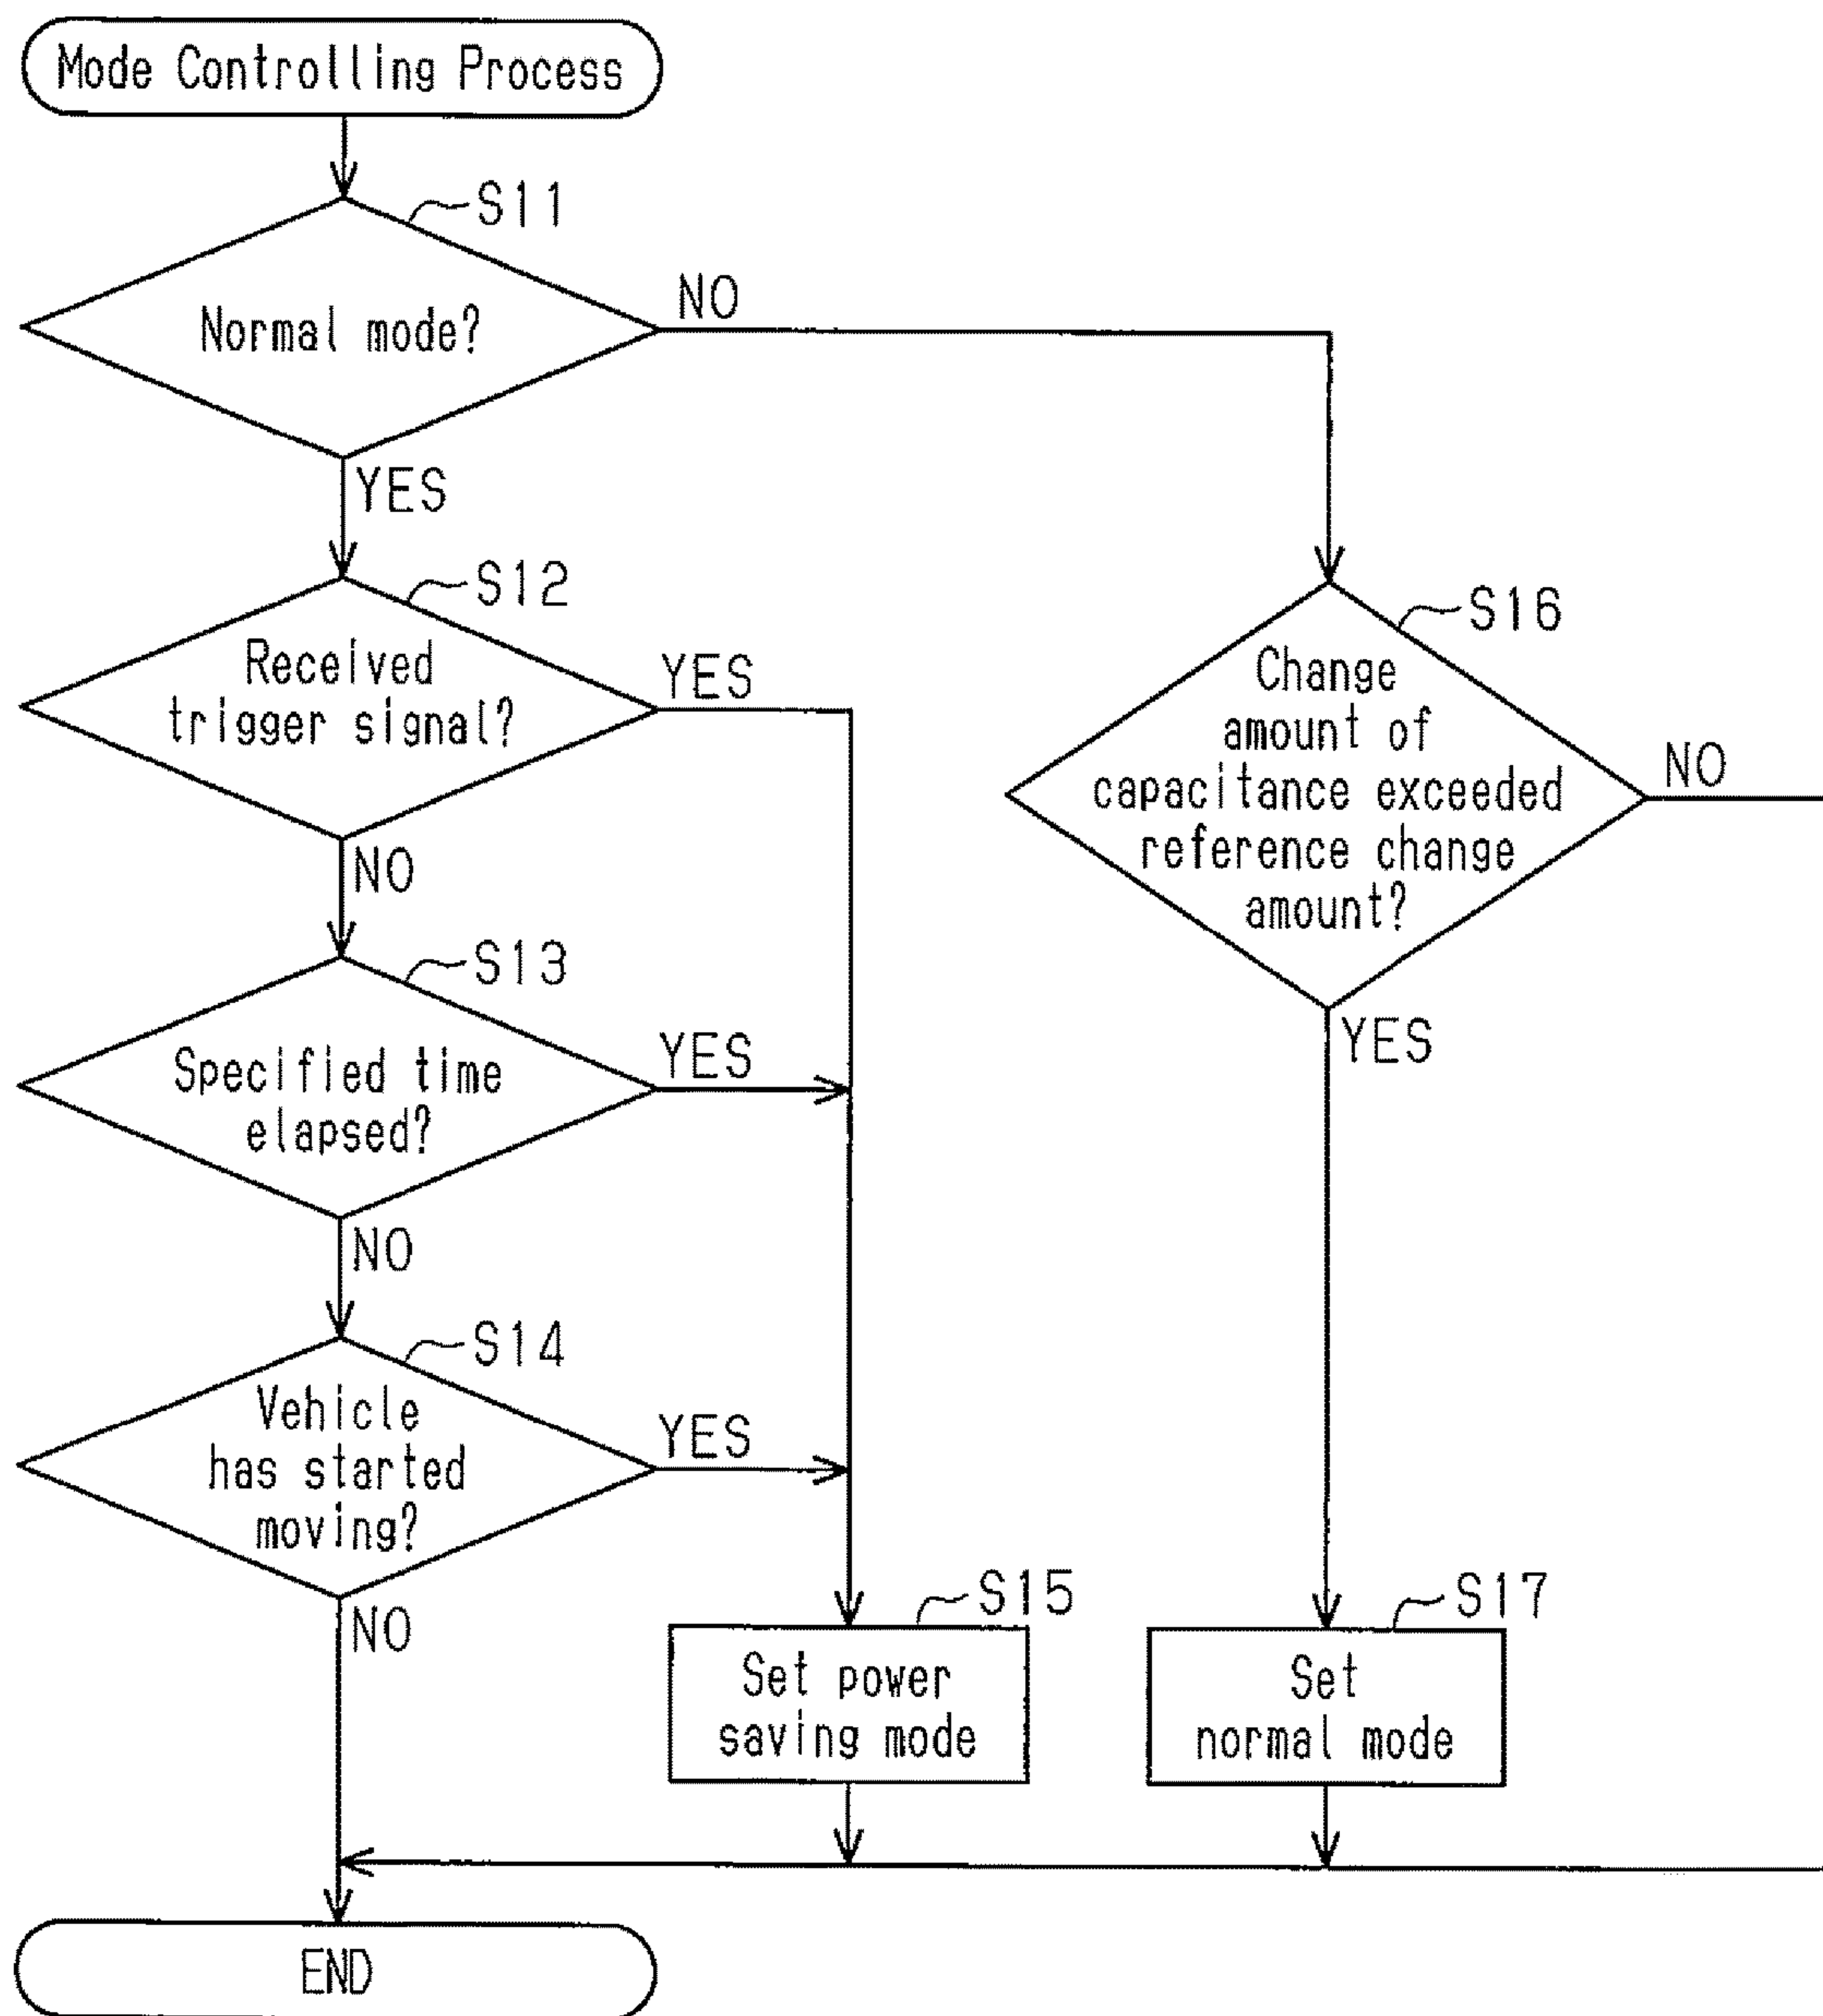 Mode Controlling Process
S11
Normal mode?
NO
YES
S12
Received
trigger signal?
YES
NO
S16
Change
amount of
capacitance exceeded
reference change
amount?
NO
YES
S13
Specified time
elapsed?
YES
NO
S14
Vehicle
has started
moving?
YES
NO
S15
Set power
saving mode
S17
Set
normal mode
END